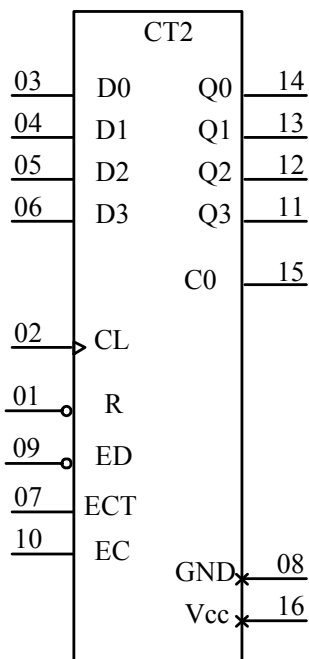 CT2
03 D0 Q0 14
04 D1 Q1 13
05 D2 Q2 12
06 D3 Q3 11
C0 15
02 CL
01 R
09 ED
07 ECT
10 EC
GND 08
Vcc 16